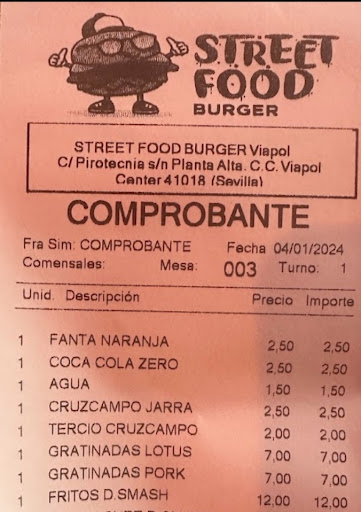 STREET
FOOD
BURGER
STREET FOOD BURGER Viapol
C/ Pirotecnia s/n Planta Alta. C.C. Viapol
Center 41018 (Sevilla)
COMPROBANTE
Fra Sim: COMPROBANTE Fecha 04/01/2024
Comensales: Mesa: 003 Turno: 1
Unid. Descripción Precio Importe
1 FANTA NARANJA 2,50 2,50
1 COCA COLA ZERO 2,50 2,50
1 AGUA 1,50 1,50
1 CRUZCAMPO JARRA 2,50 2,50
1 TERCIO CRUZCAMPO 2,00 2,00
1 GRATINADAS LOTUS 7,00 7,00
1 GRATINADAS PORK 7,00 7,00
1 FRITOS D.SMASH 12,00 12,00